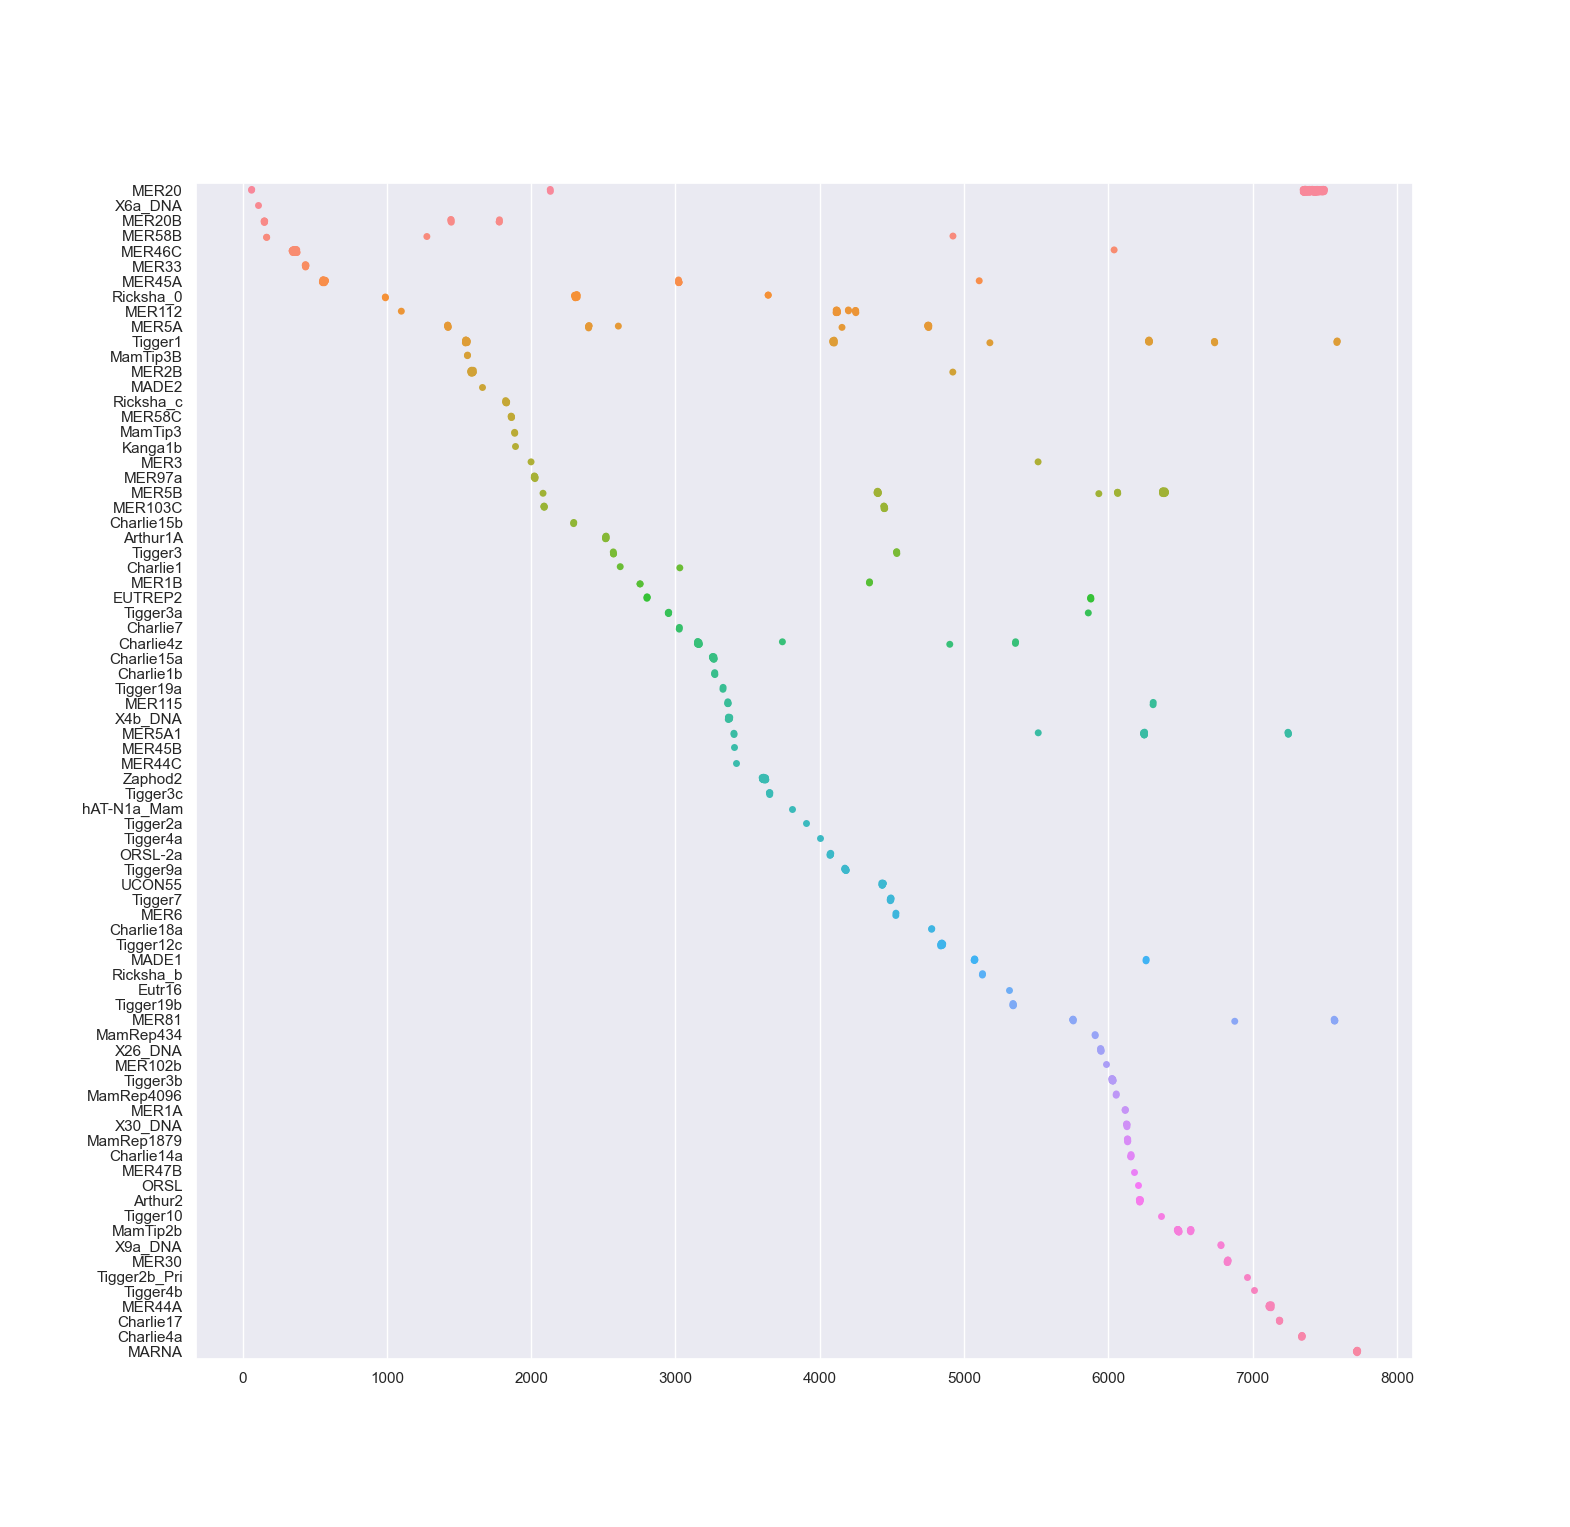 MER20
X6a_DNA
MER20B
MER58B
MER46C
MER33
MER45A
Ricksha_0
MER112
MER5A
Tigger1
MamTip3B
MER2B
MADE2
Ricksha_c
MER58C
MamTip3
Kanga1b
MER3
MER97a
MER5B
MER103C
Charlie15b
Arthur1A
Tigger3
Charlie1
MER1B
EUTREP2
Tigger3a
Charlie7
Charlie4z
Charlie15a
Charlie1b
Tigger19a
MER115
X4b_DNA
MER5A1
MER45B
MER44C
Zaphod2
Tigger3c
hAT-N1a_Mam
Tigger2a
Tigger4a
ORSL-2a
Tigger9a
UCON55
Tigger7
MER6
Charlie18a
Tigger12c
MADE1
Ricksha_b
Eutr16
Tigger19b
MER81
MamRep434
X26_DNA
MER102b
Tigger3b
MamRep4096
MER1A
X30_DNA
MamRep1879
Charlie14a
MER47B
ORSL
Arthur2
Tigger10
MamTip2b
X9a_DNA
MER30
Tigger2b_Pri
Tigger4b
MER44A
Charlie17
Charlie4a
MARNA
0 1000 2000 3000 4000 5000 6000 7000 8000